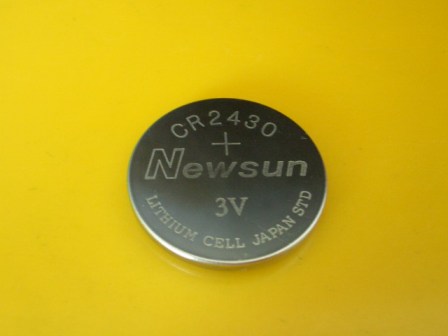 CR2430
+
Newsun
3V
LITHIUM CELL JAPAN STD